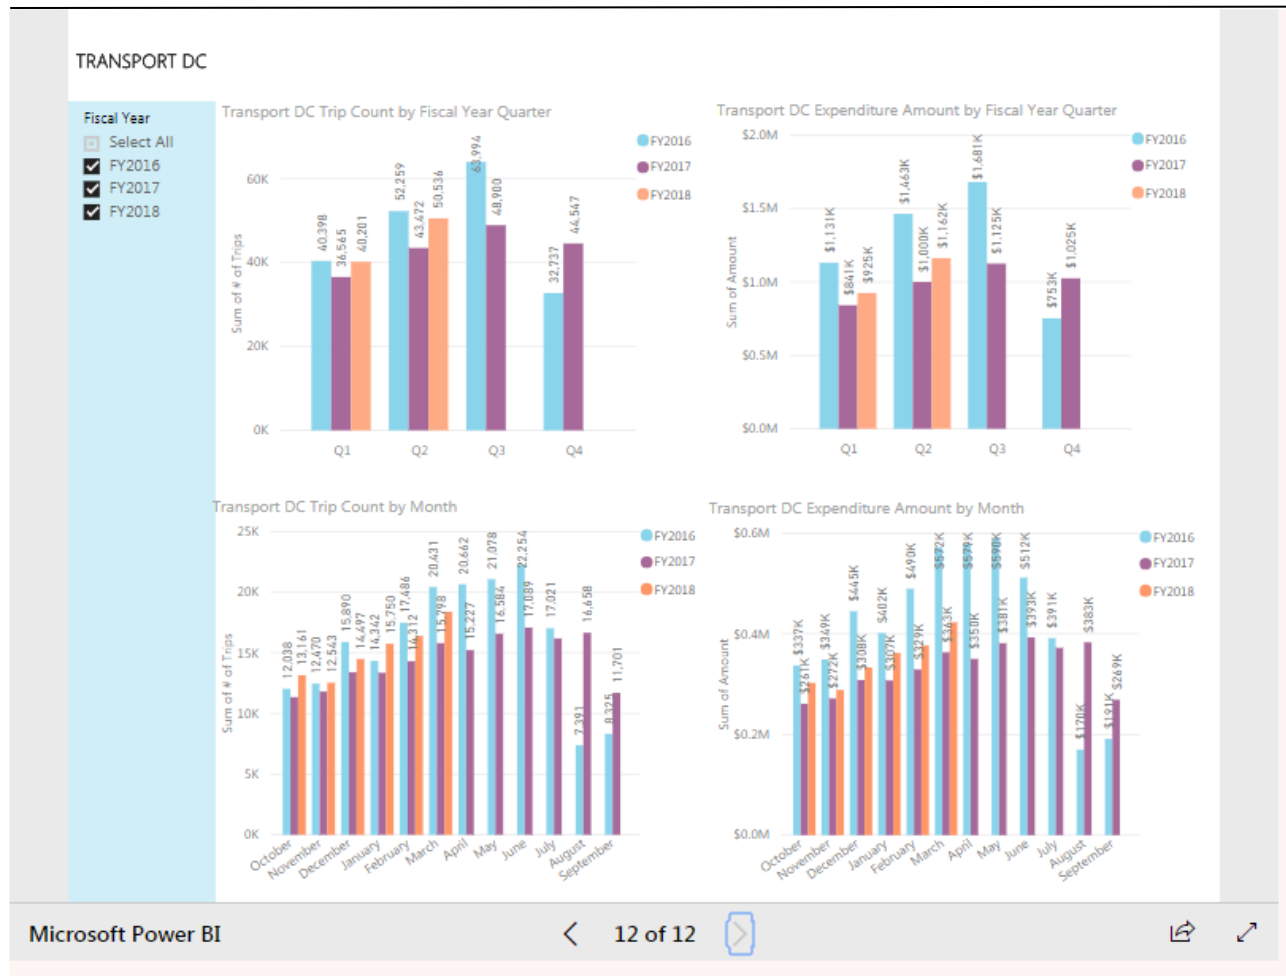 TRANSPORT DC
Fiscal Year
Select All
FY2016
FY2017
FY2018
Transport DC Trip Count by Fiscal Year Quarter
FY2016
FY2017
FY2018
Sum of # of Trips
60K
40K
20K
0K
40,398
36,565
40,201
52,259
43,472
50,536
63,994
48,900
32,737
44,547
Q1
Q2
Q3
Q4
Transport DC Expenditure Amount by Fiscal Year Quarter
FY2016
FY2017
FY2018
Sum of Amount
$2.0M
$1.5M
$1.0M
$0.5M
$0.0M
$1,131K
$841K
$925K
$1,463K
$1,000K
$1,162K
$1,681K
$1,125K
$753K
$1,025K
Q1
Q2
Q3
Q4
Transport DC Trip Count by Month
FY2016
FY2017
FY2018
Sum of # of Trips
25K
20K
15K
10K
5K
0K
12,038
13,161
12,470
12,543
15,890
14,497
14,342
15,750
17,486
14,312
20,431
15,798
20,662
15,227
21,078
16,584
22,254
17,089
17,021
7,391
16,658
8,325
11,701
October
November
December
January
February
March
April
May
June
July
August
September
Transport DC Expenditure Amount by Month
FY2016
FY2017
FY2018
Sum of Amount
$0.6M
$0.4M
$0.2M
$0.0M
$337K
$261K
$349K
$272K
$445K
$308K
$402K
$307K
$490K
$329K
$572K
$363K
$579K
$350K
$590K
$381K
$512K
$393K
$391K
$170K
$383K
$191K
$269K
October
November
December
January
February
March
April
May
June
July
August
September
Microsoft Power BI
12 of 12